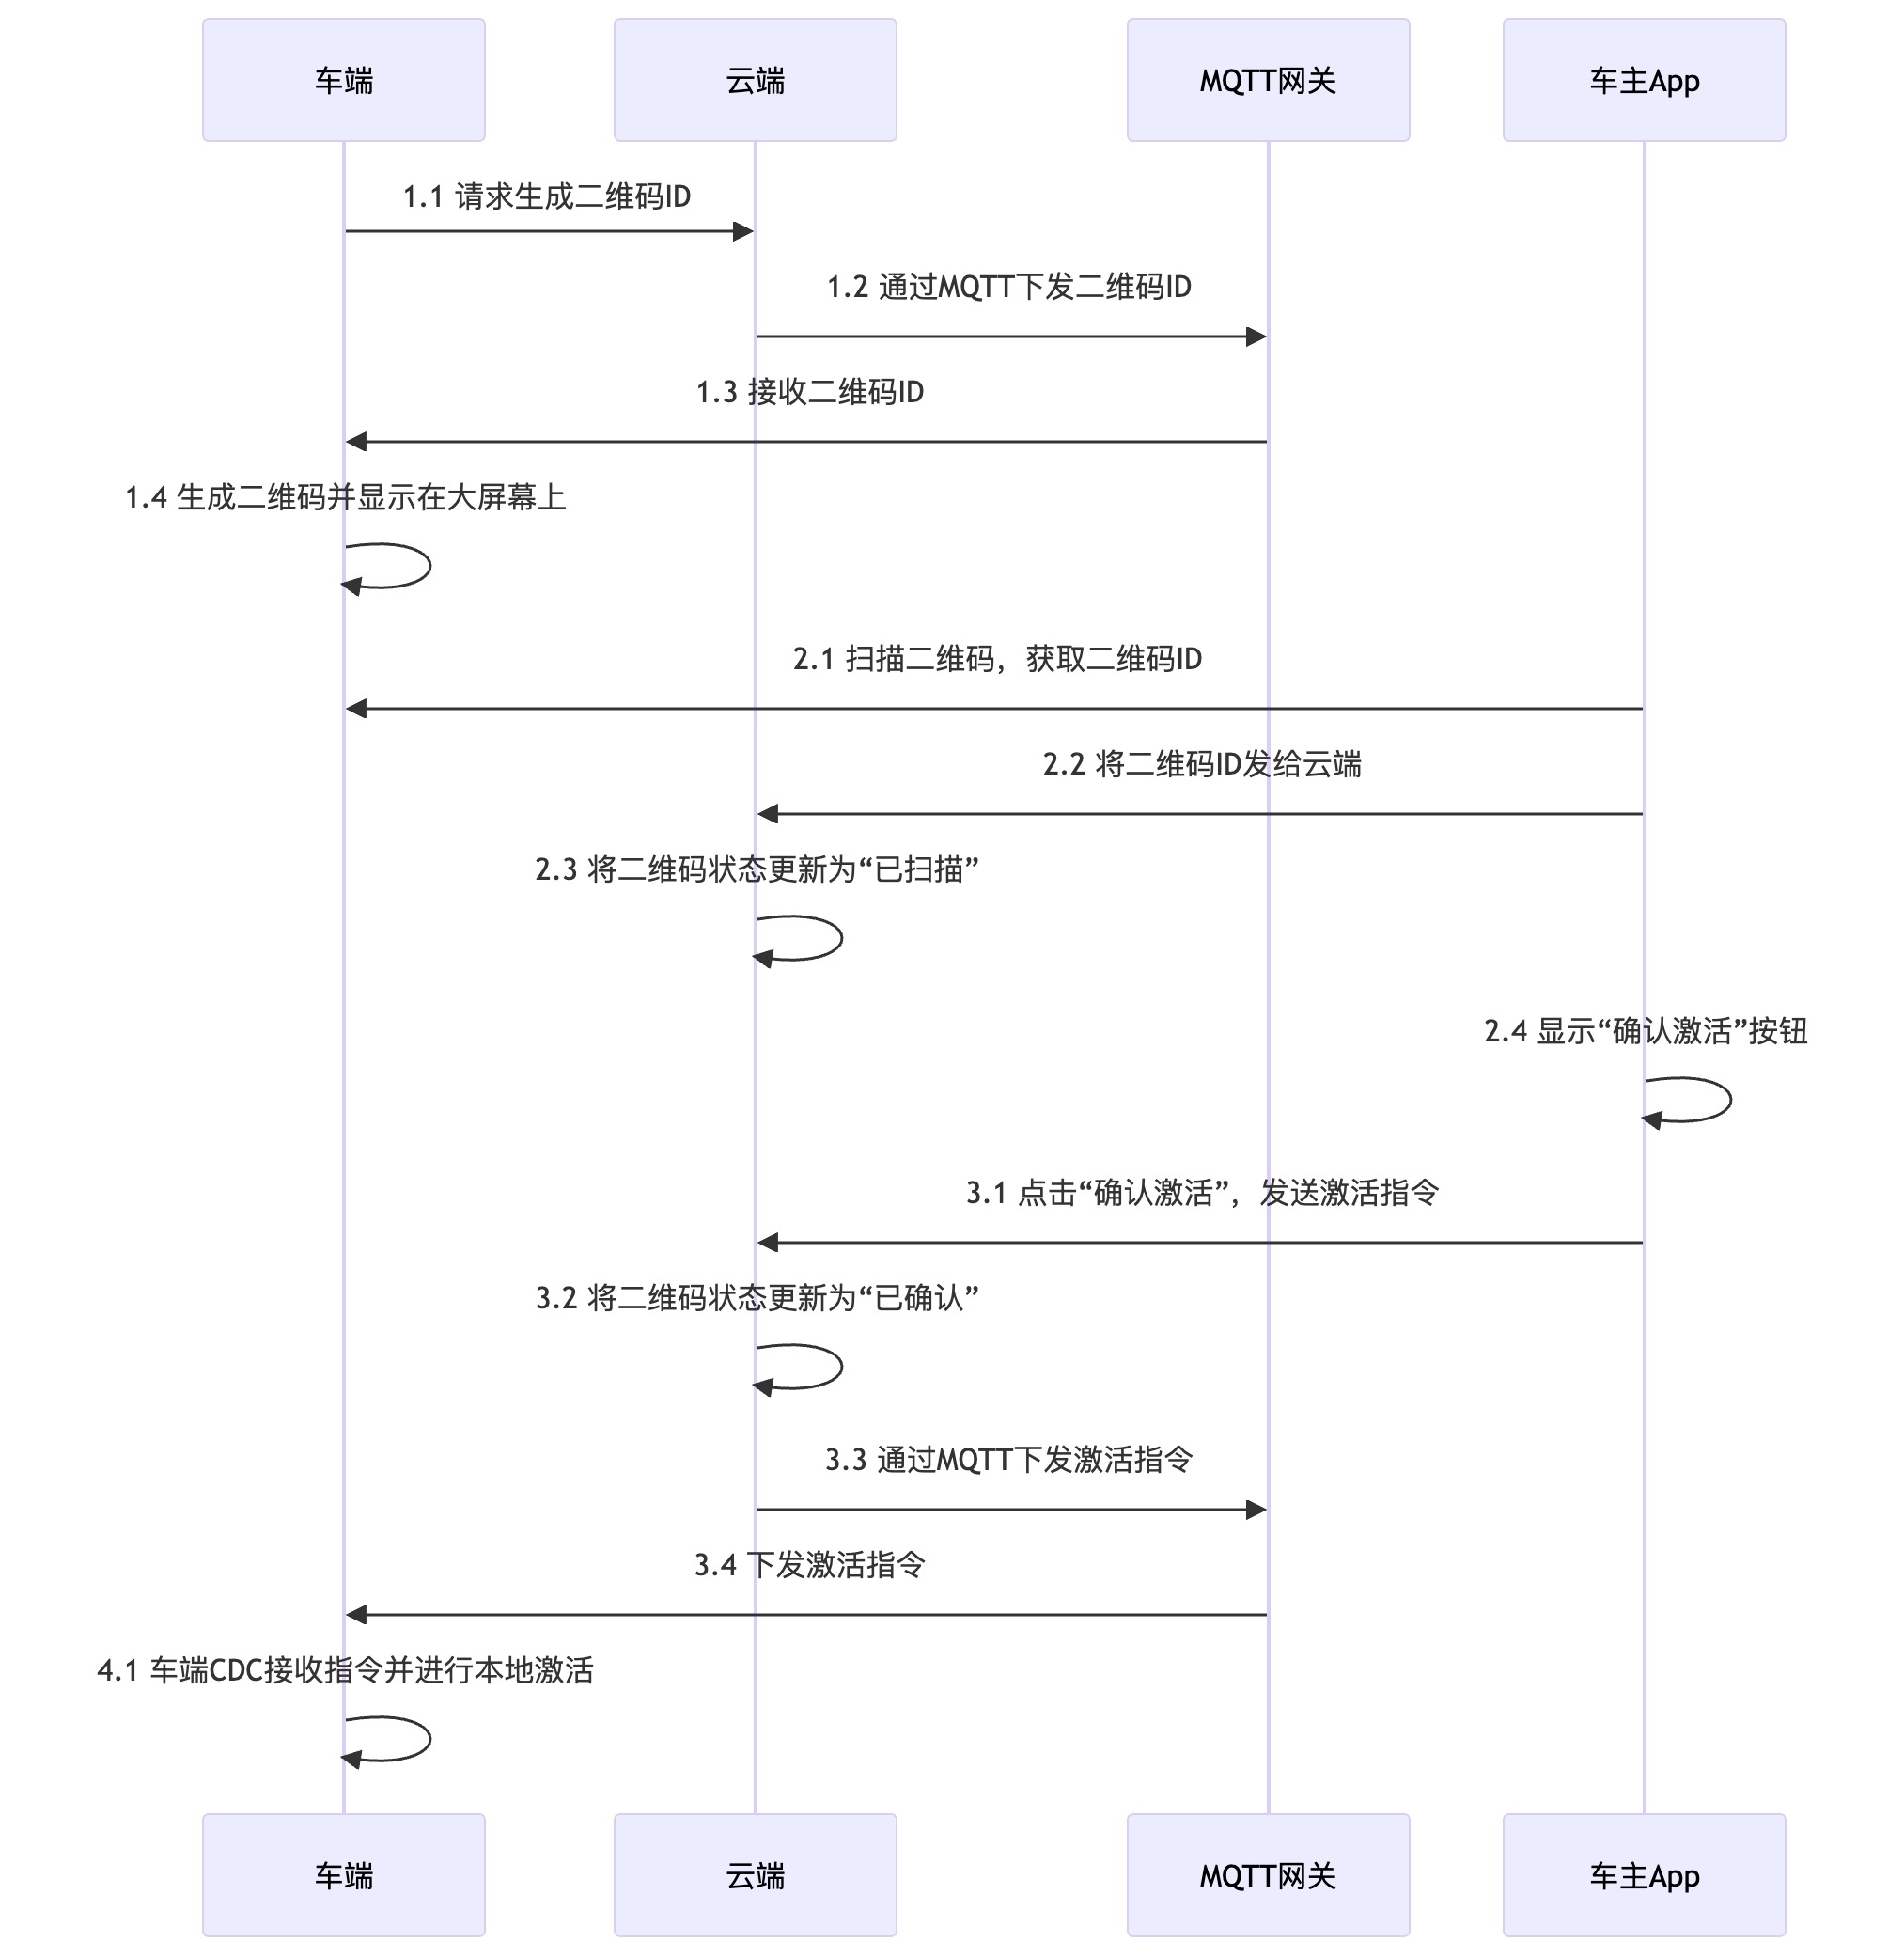 车端
云端
MQTT网关
车主App
1.1 请求生成二维码ID
1.2 通过MQTT下发二维码ID
1.3 接收二维码ID
1.4 生成二维码并显示在大屏幕上
2.1 扫描二维码，获取二维码ID
2.2 将二维码ID发给云端
2.3 将二维码状态更新为“已扫描”
2.4 显示“确认激活”按钮
3.1 点击“确认激活”，发送激活指令
3.2 将二维码状态更新为“已确认”
3.3 通过MQTT下发激活指令
3.4 下发激活指令
4.1 车端CDC接收指令并进行本地激活
车端
云端
MQTT网关
车主App